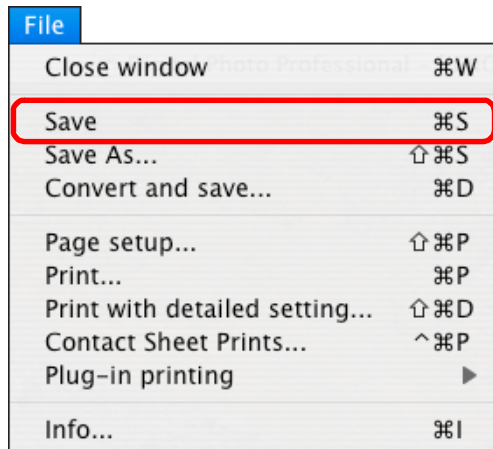 File
Close window ⌘W
Save ⌘S
Save As... ⇧⌘S
Convert and save... ⌘D
Page setup... ⇧⌘P
Print... ⌘P
Print with detailed setting... ⇧⌘D
Contact Sheet Prints... ^⌘P
Plug-in printing ▶
Info... ⌘I